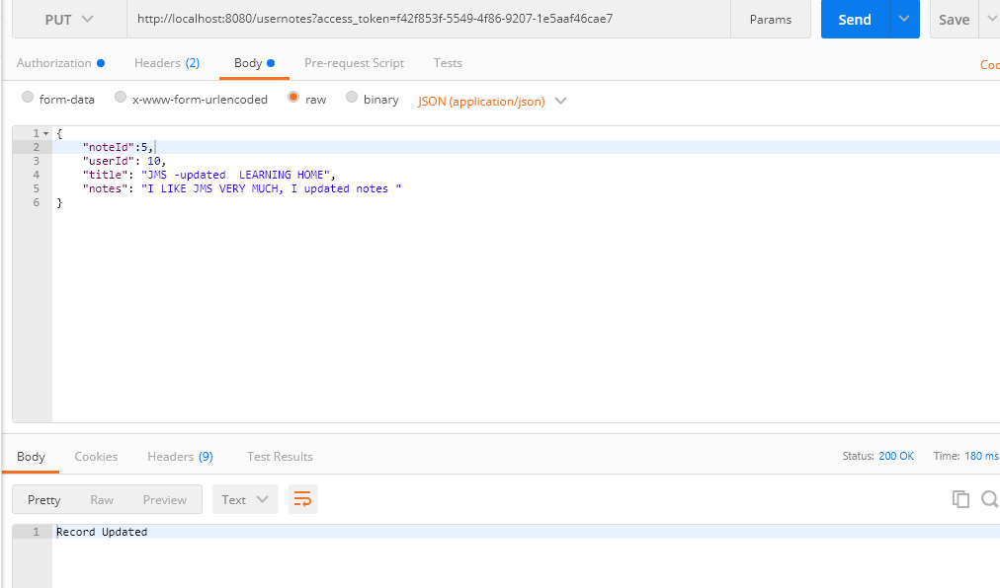 PUT http://localhost:8080/usernotes?access_token=f42f853f-5549-4f86-9207-1e5aaf46cae7 Params Send Save
Authorization Headers (2) Body Pre-request Script Tests
form-data x-www-form-urlencoded raw binary JSON (application/json)
1 {
2 "noteId":5,
3 "userId": 10,
4 "title": "JMS -updated  LEARNING HOME",
5 "notes": "I LIKE JMS VERY MUCH, I updated notes "
6 }
Body Cookies Headers (9) Test Results Status: 200 OK Time: 180 ms
Pretty Raw Preview Text
1 Record Updated